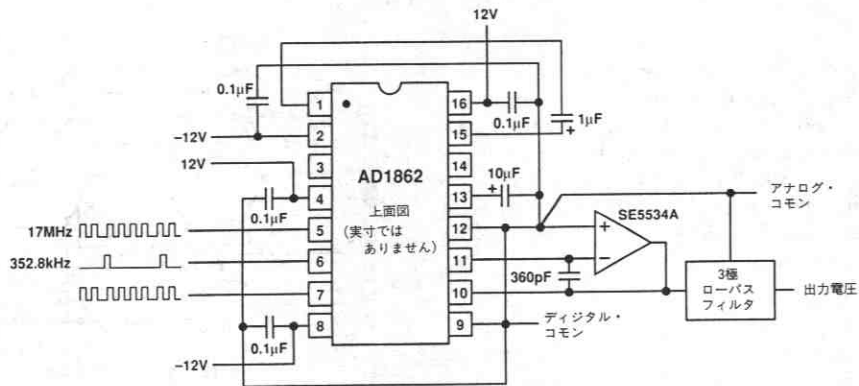 12V
0.1μF
1
16
0.1μF
1μF
+
-12V
2
15
12V
3
AD1862
14
10μF
+
4
13
アナログ・
コモン
0.1μF
上面図
(実寸では
ありません)
SE5534A
17MHz
5
12
+
352.8kHz
6
11
−
360pF
3極
ローパス
フィルタ
出力電圧
7
10
0.1μF
8
9
ディジタル・
コモン
-12V